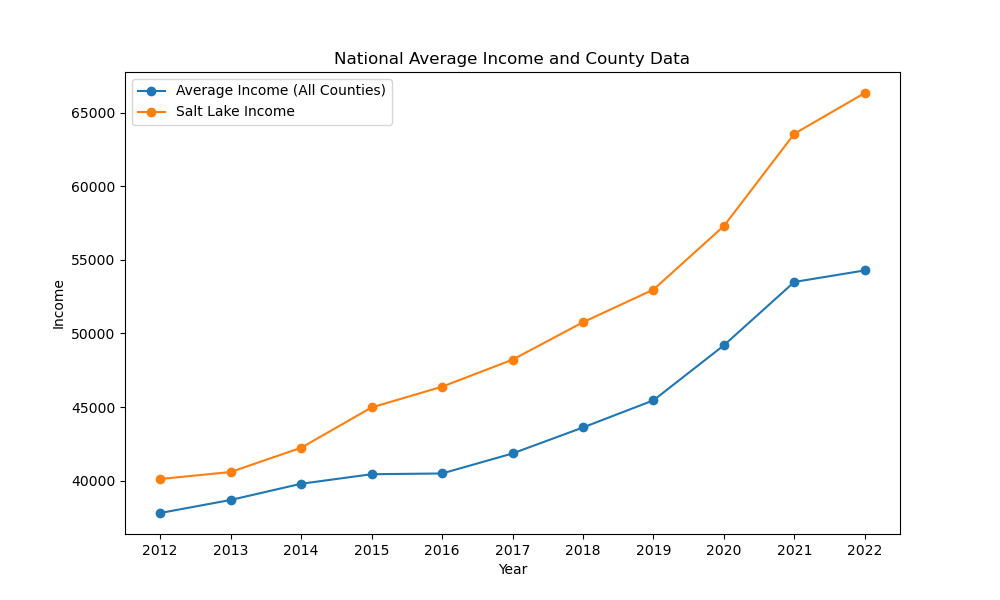 National Average Income and County Data
Average Income (All Counties)
Salt Lake Income
65000
60000
55000
50000
45000
40000
Income
2012 2013 2014 2015 2016 2017 2018 2019 2020 2021 2022
Year